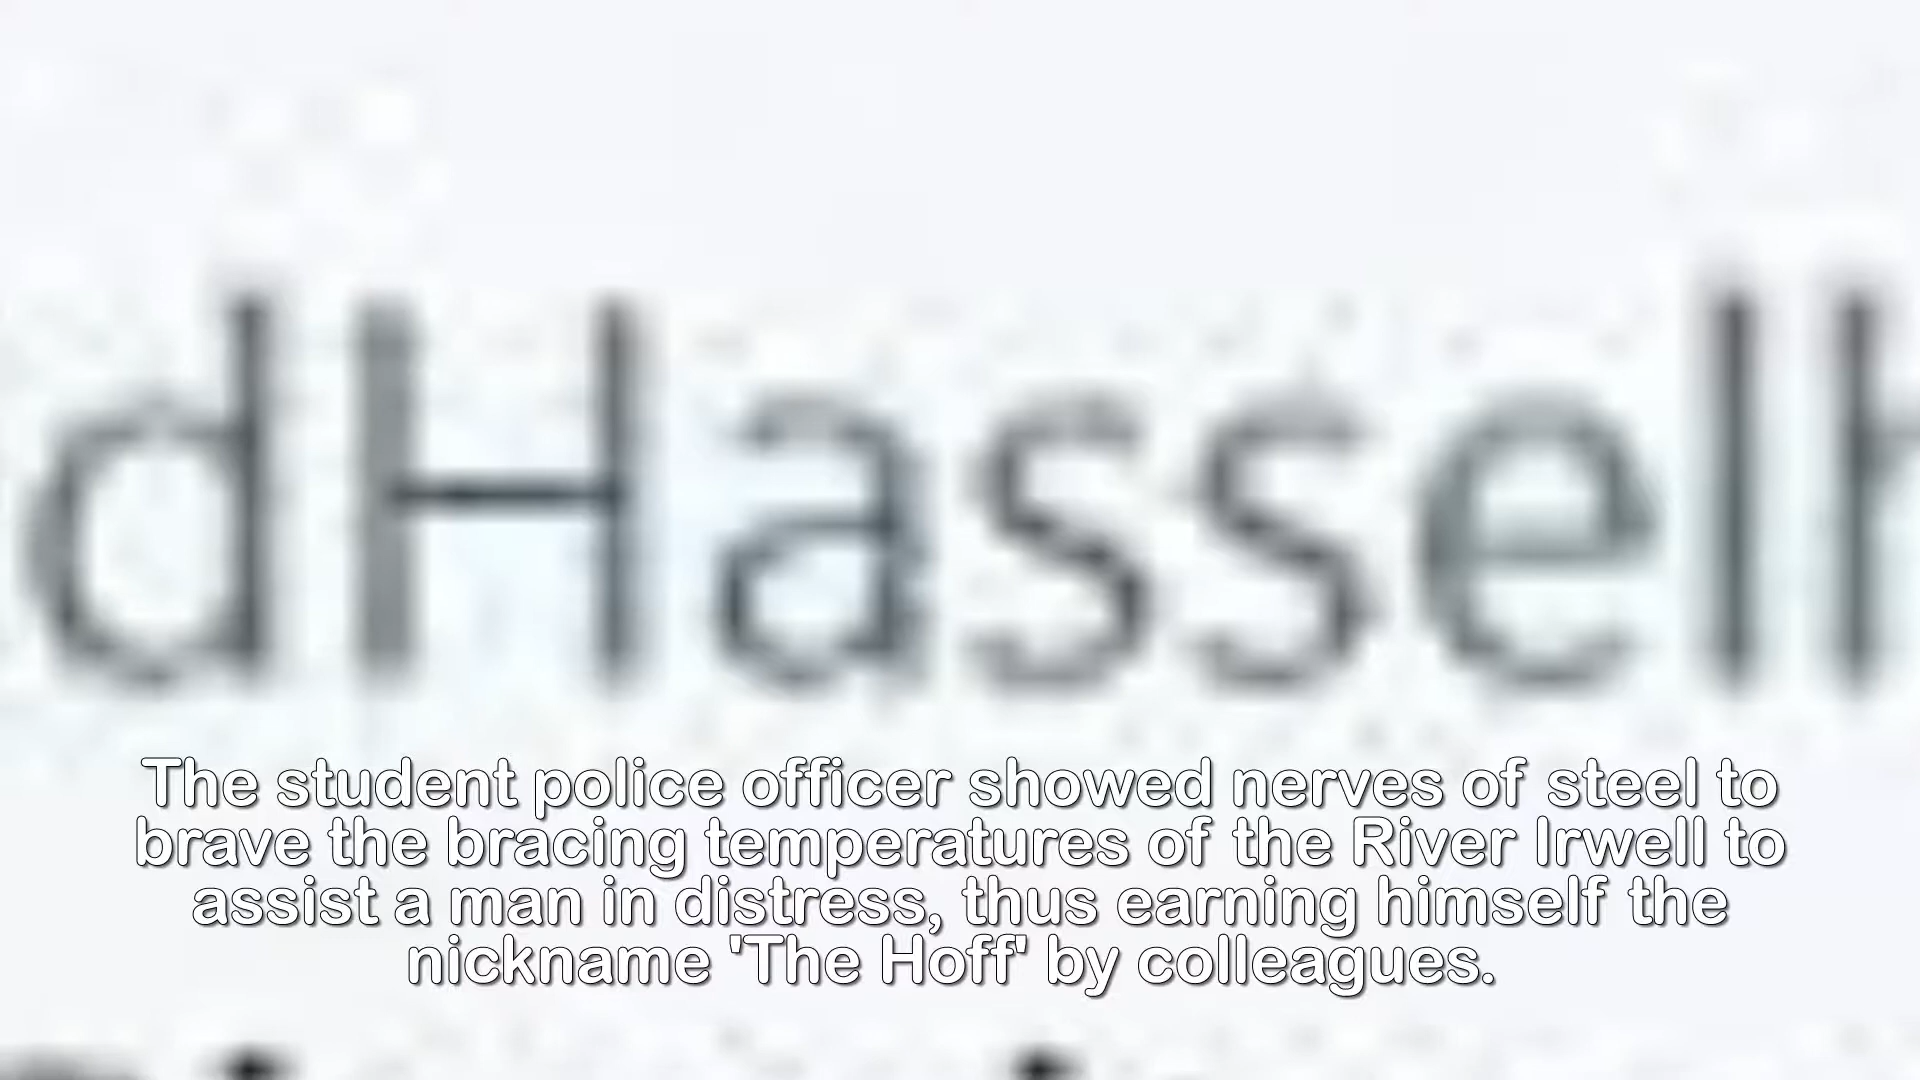 dHasselh
The student police officer showed nerves of steel to
brave the bracing temperatures of the River Irwell to
assist a man in distress, thus earning himself the
nickname 'The Hoff' by colleagues.